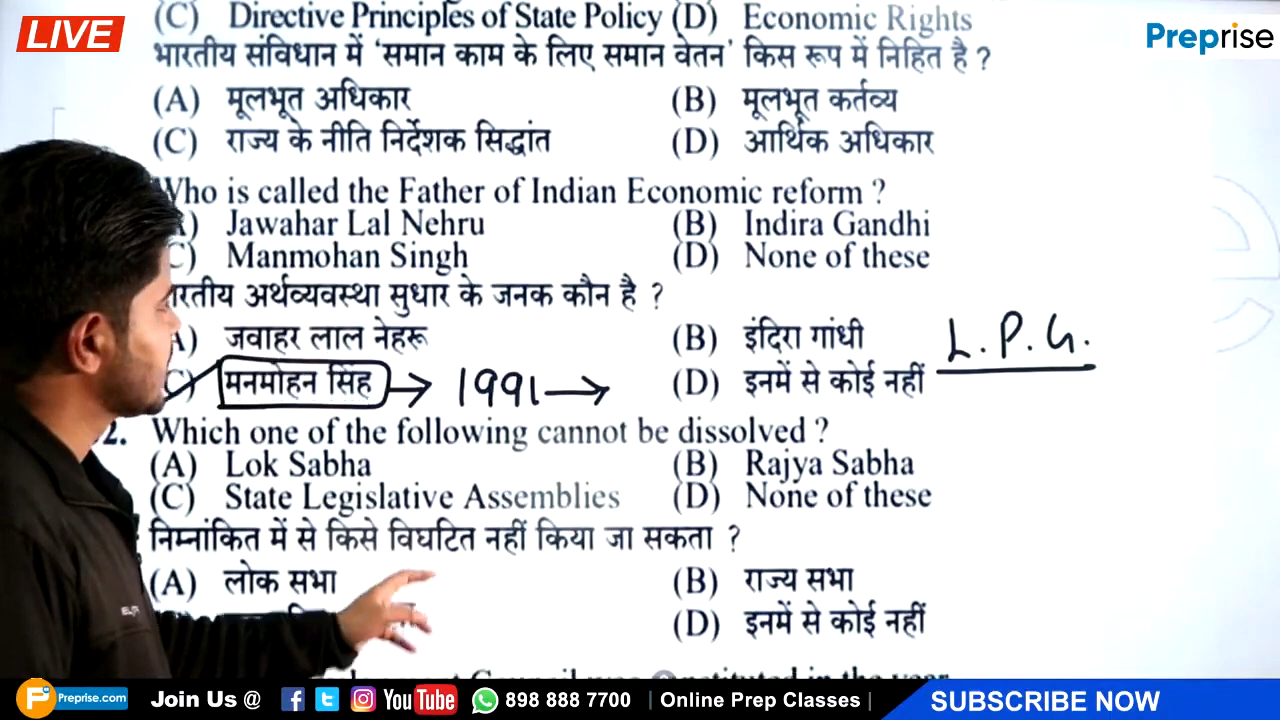 LIVE
Preprise
(C) Directive Principles of State Policy (D) Economic Rights
भारतीय संविधान में 'समान काम के लिए समान वेतन' किस रूप में निहित है ?
(A) मूलभूत अधिकार (B) मूलभूत कर्तव्य
(C) राज्य के नीति निर्देशक सिद्धांत (D) आर्थिक अधिकार
Who is called the Father of Indian Economic reform ?
Jawahar Lal Nehru (B) Indira Gandhi
Manmohan Singh (D) None of these
अर्थव्यवस्था सुधार के जनक कौन है ?
जवाहर लाल नेहरू (B) इंदिरा गांधी L.P.G.
मनमोहन सिंह → 1991 → (D) इनमें से कोई नहीं
2. Which one of the following cannot be dissolved ?
(A) Lok Sabha (B) Rajya Sabha
(C) State Legislative Assemblies (D) None of these
निम्नांकित में से किसे विघटित नहीं किया जा सकता ?
(A) लोक सभा (B) राज्य सभा
(D) इनमें से कोई नहीं
Preprise.com Join Us @ YouTube 898 888 7700 | Online Prep Classes | SUBSCRIBE NOW